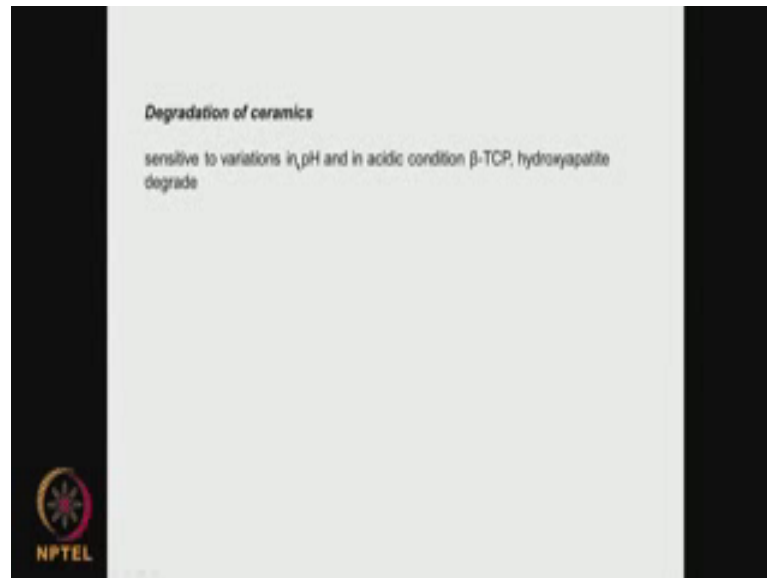 Degradation of ceramics
sensitive to variations in pH and in acidic condition β-TCP, hydroxyapatite
degrade
NPTEL